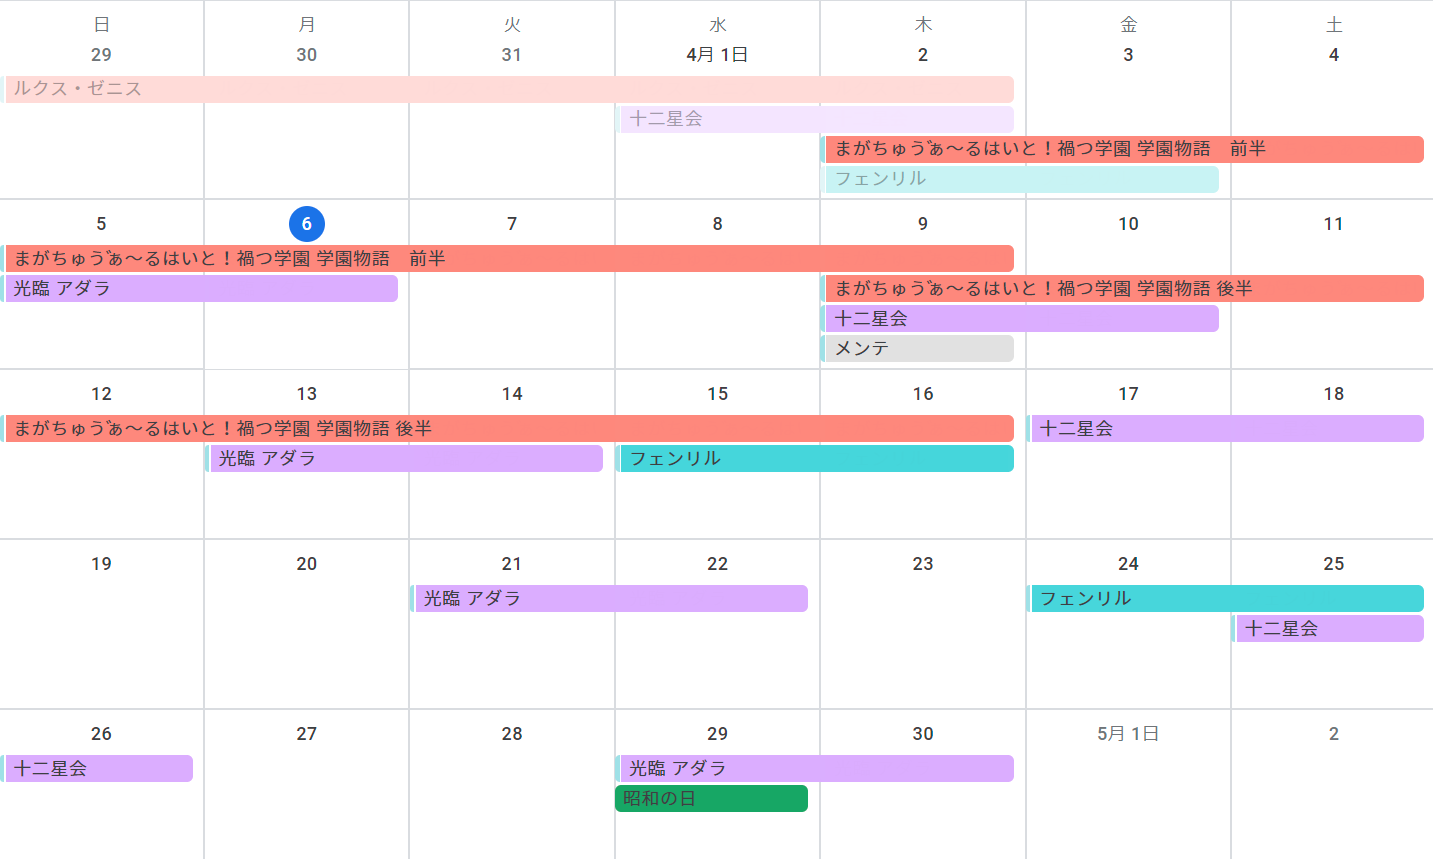 日 月 火 水 木 金 土
29 30 31 4月 1日 2 3 4
ルクス・ゼニス
十二星会
まがちゅうぁ゛～るはいと！禍つ学園 学園物語　前半
フェンリル
5 6 7 8 9 10 11
まがちゅうぁ゛～るはいと！禍つ学園 学園物語　前半
光臨 アダラ
まがちゅうぁ゛～るはいと！禍つ学園 学園物語 後半
十二星会
メンテ
12 13 14 15 16 17 18
まがちゅうぁ゛～るはいと！禍つ学園 学園物語 後半
十二星会
光臨 アダラ
フェンリル
19 20 21 22 23 24 25
光臨 アダラ
フェンリル
十二星会
26 27 28 29 30 5月 1日 2
十二星会
光臨 アダラ
昭和の日